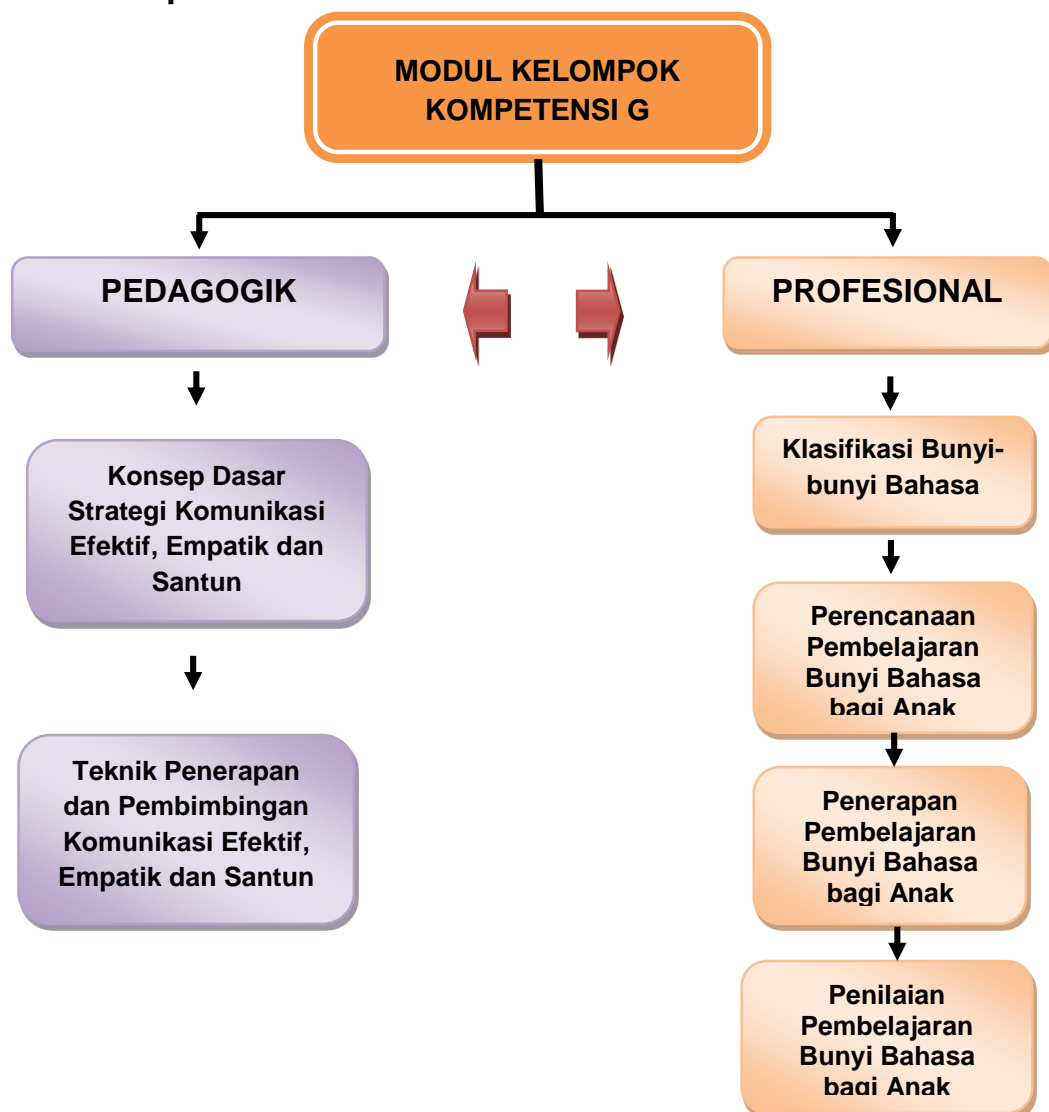 MODUL KELOMPOK
KOMPETENSI G
PEDAGOGIK
PROFESIONAL
Konsep Dasar
Strategi Komunikasi
Efektif, Empatik dan
Santun
Teknik Penerapan
dan Pembimbingan
Komunikasi Efektif,
Empatik dan Santun
Klasifikasi Bunyi-
bunyi Bahasa
Perencanaan
Pembelajaran
Bunyi Bahasa
bagi Anak
Penerapan
Pembelajaran
Bunyi Bahasa
bagi Anak
Penilaian
Pembelajaran
Bunyi Bahasa
bagi Anak